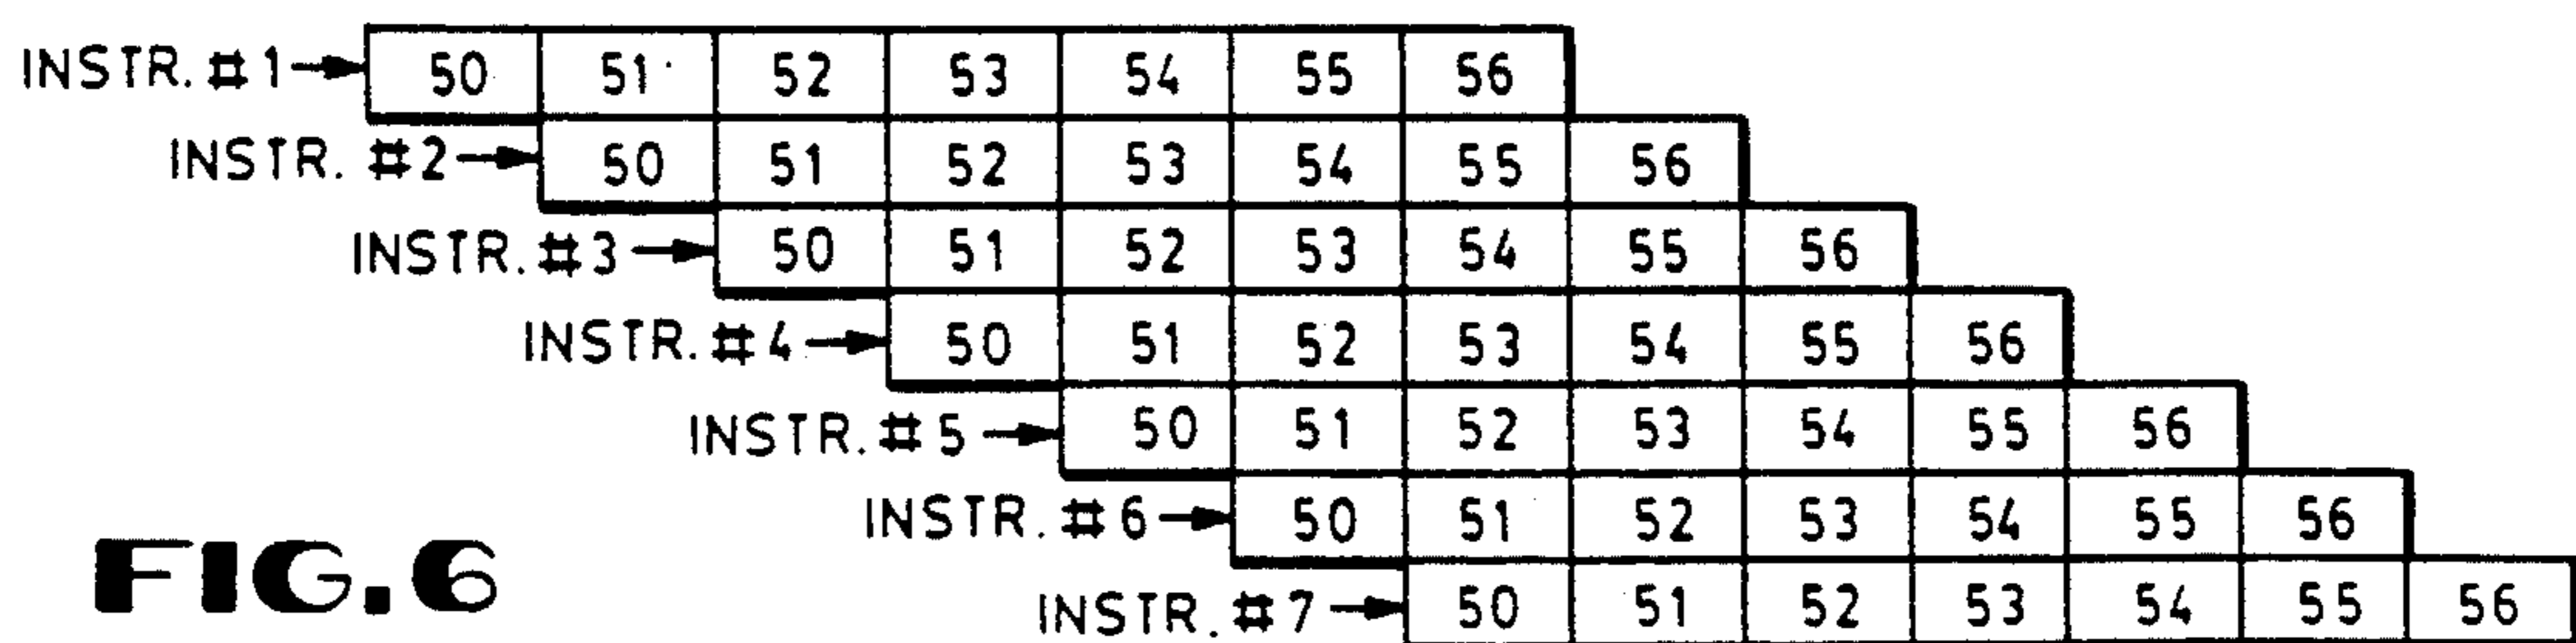 INSTR. #1 50 51 52 53 54 55 56
INSTR. #2 50 51 52 53 54 55 56
INSTR. #3 50 51 52 53 54 55 56
INSTR. #4 50 51 52 53 54 55 56
INSTR. #5 50 51 52 53 54 55 56
INSTR. #6 50 51 52 53 54 55 56
INSTR. #7 50 51 52 53 54 55 56
FIG.6